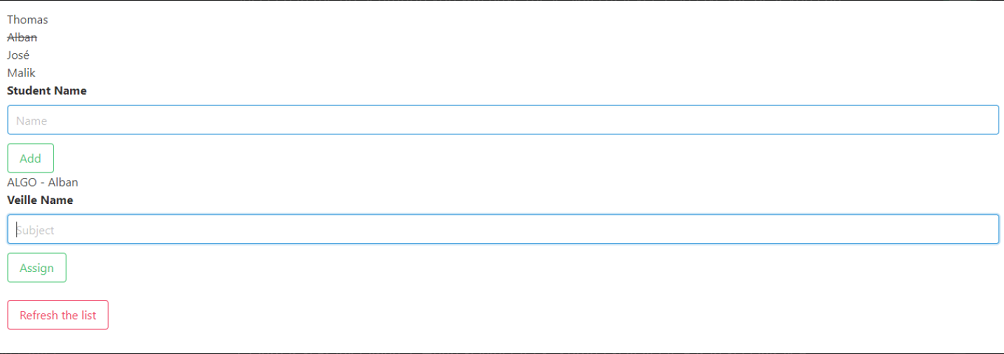 Thomas
Alban
José
Malik
Student Name
Name
Add
ALGO - Alban
Veille Name
Subject
Assign
Refresh the list